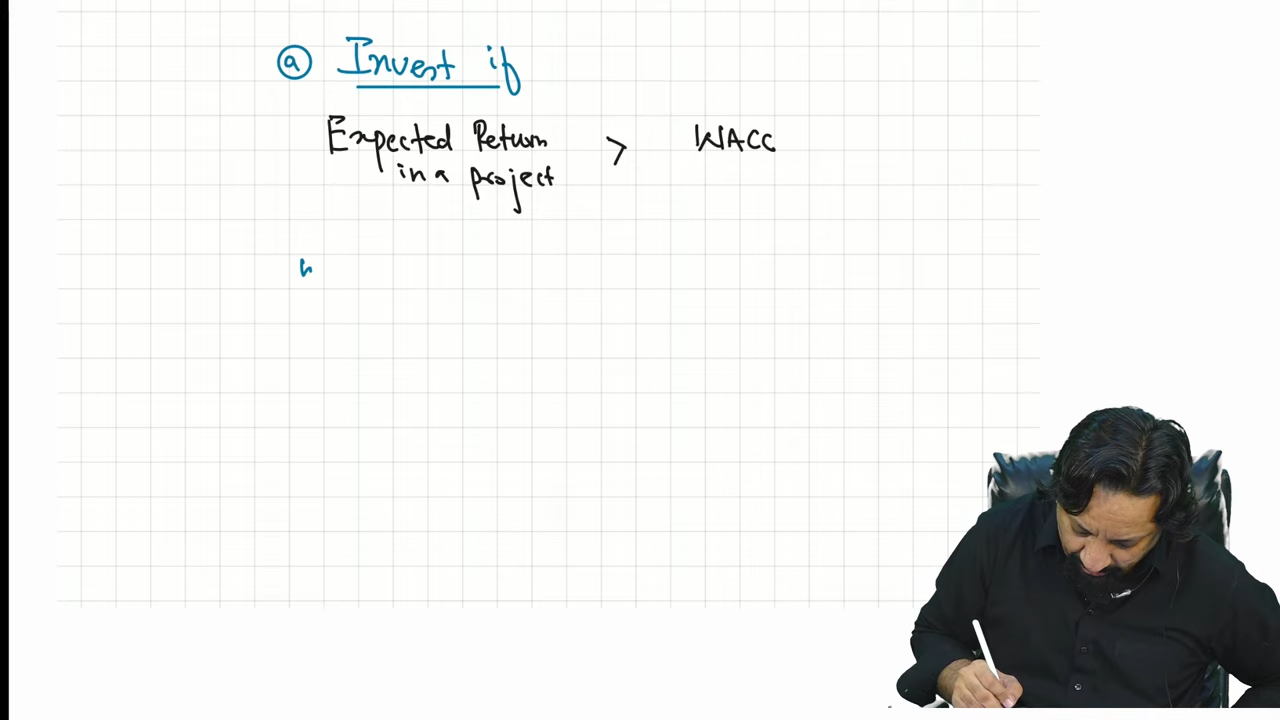 ⓐ Invest if
Expected Return > WACC
in a project